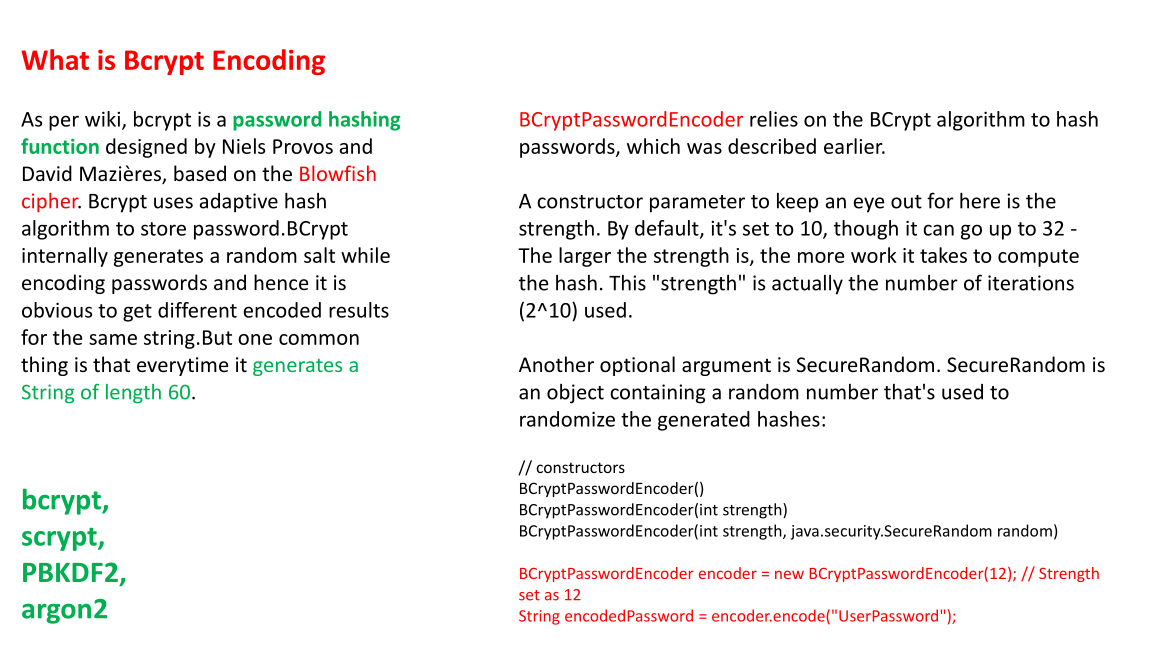 What is Bcrypt Encoding
As per wiki, bcrypt is a password hashing
function designed by Niels Provos and
David Mazières, based on the Blowfish
cipher. Bcrypt uses adaptive hash
algorithm to store password.BCrypt
internally generates a random salt while
encoding passwords and hence it is
obvious to get different encoded results
for the same string.But one common
thing is that everytime it generates a
String of length 60.
bcrypt,
scrypt,
PBKDF2,
argon2
BCryptPasswordEncoder relies on the BCrypt algorithm to hash
passwords, which was described earlier.
A constructor parameter to keep an eye out for here is the
strength. By default, it's set to 10, though it can go up to 32 -
The larger the strength is, the more work it takes to compute
the hash. This "strength" is actually the number of iterations
(2^10) used.
Another optional argument is SecureRandom. SecureRandom is
an object containing a random number that's used to
randomize the generated hashes:
// constructors
BCryptPasswordEncoder()
BCryptPasswordEncoder(int strength)
BCryptPasswordEncoder(int strength, java.security.SecureRandom random)
BCryptPasswordEncoder encoder = new BCryptPasswordEncoder(12); // Strength
set as 12
String encodedPassword = encoder.encode("UserPassword");